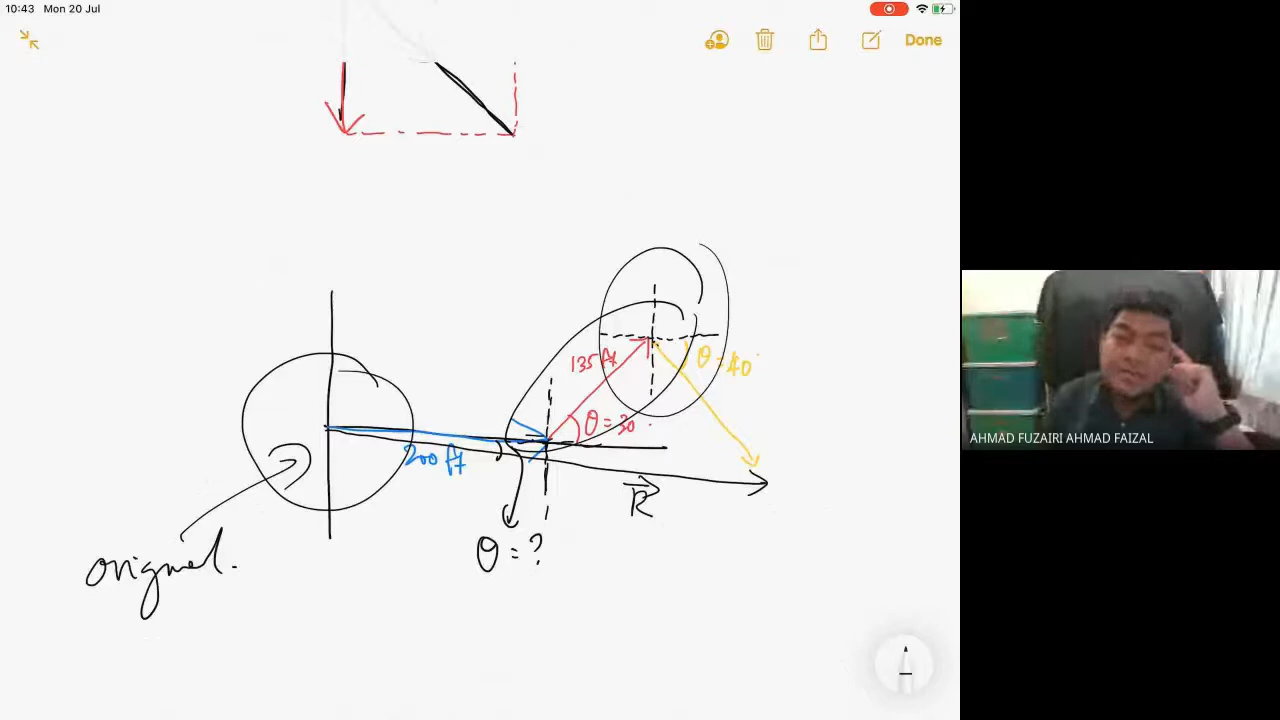 10:43 Mon 20 Jul
Done
135 ft
θ = 40°
θ = 30°
200 ft
R
AHMAD FUZAIRI AHMAD FAIZAL
θ = ?
original.